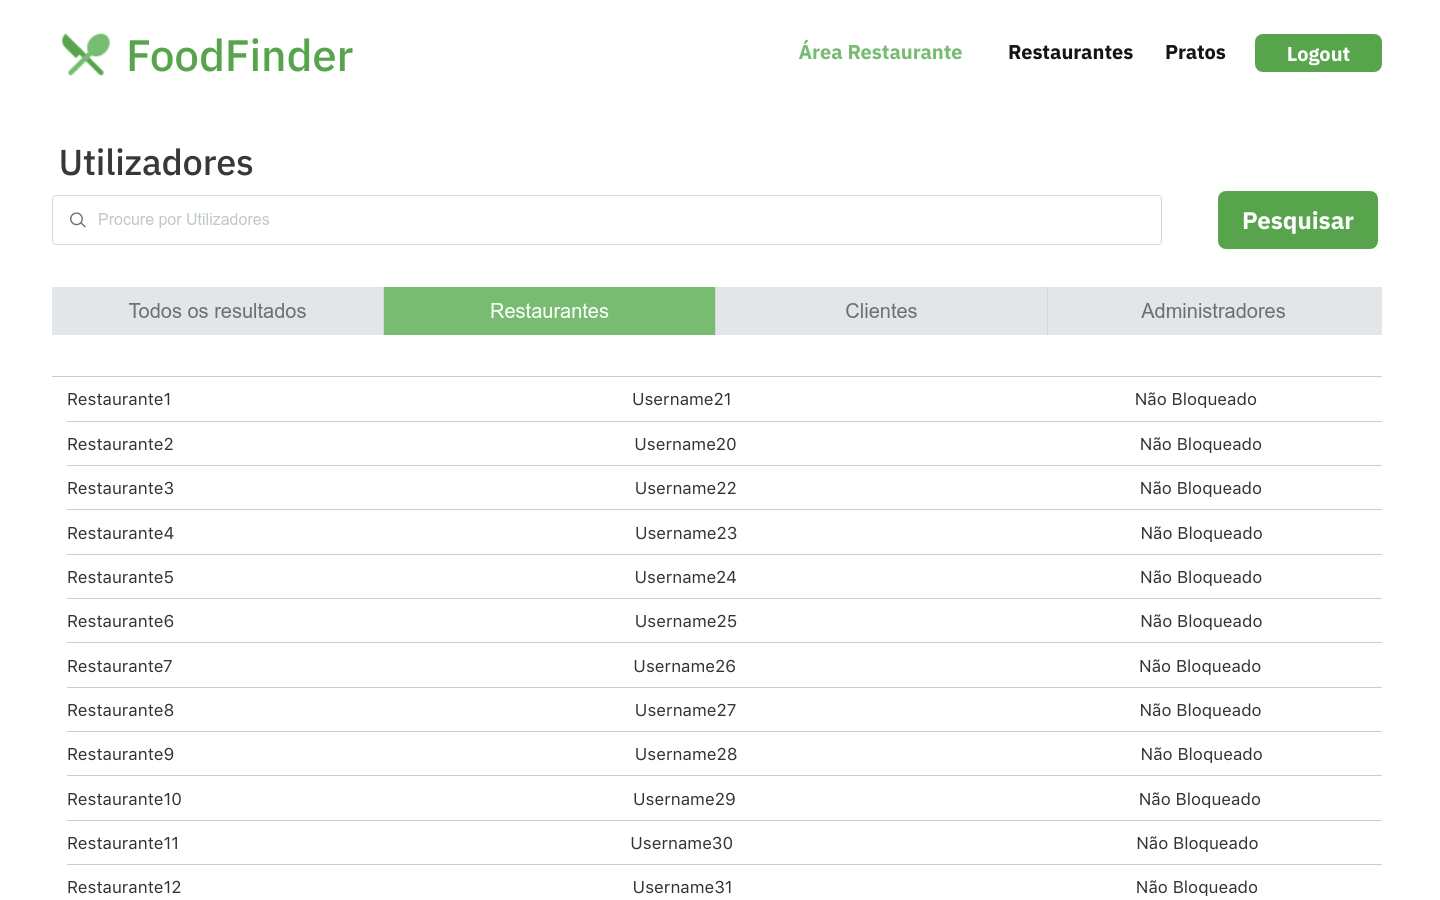 FoodFinder
Área Restaurante Restaurantes Pratos Logout
Utilizadores
Procure por Utilizadores Pesquisar
Todos os resultados Restaurantes Clientes Administradores
Restaurante1 Username21 Não Bloqueado
Restaurante2 Username20 Não Bloqueado
Restaurante3 Username22 Não Bloqueado
Restaurante4 Username23 Não Bloqueado
Restaurante5 Username24 Não Bloqueado
Restaurante6 Username25 Não Bloqueado
Restaurante7 Username26 Não Bloqueado
Restaurante8 Username27 Não Bloqueado
Restaurante9 Username28 Não Bloqueado
Restaurante10 Username29 Não Bloqueado
Restaurante11 Username30 Não Bloqueado
Restaurante12 Username31 Não Bloqueado